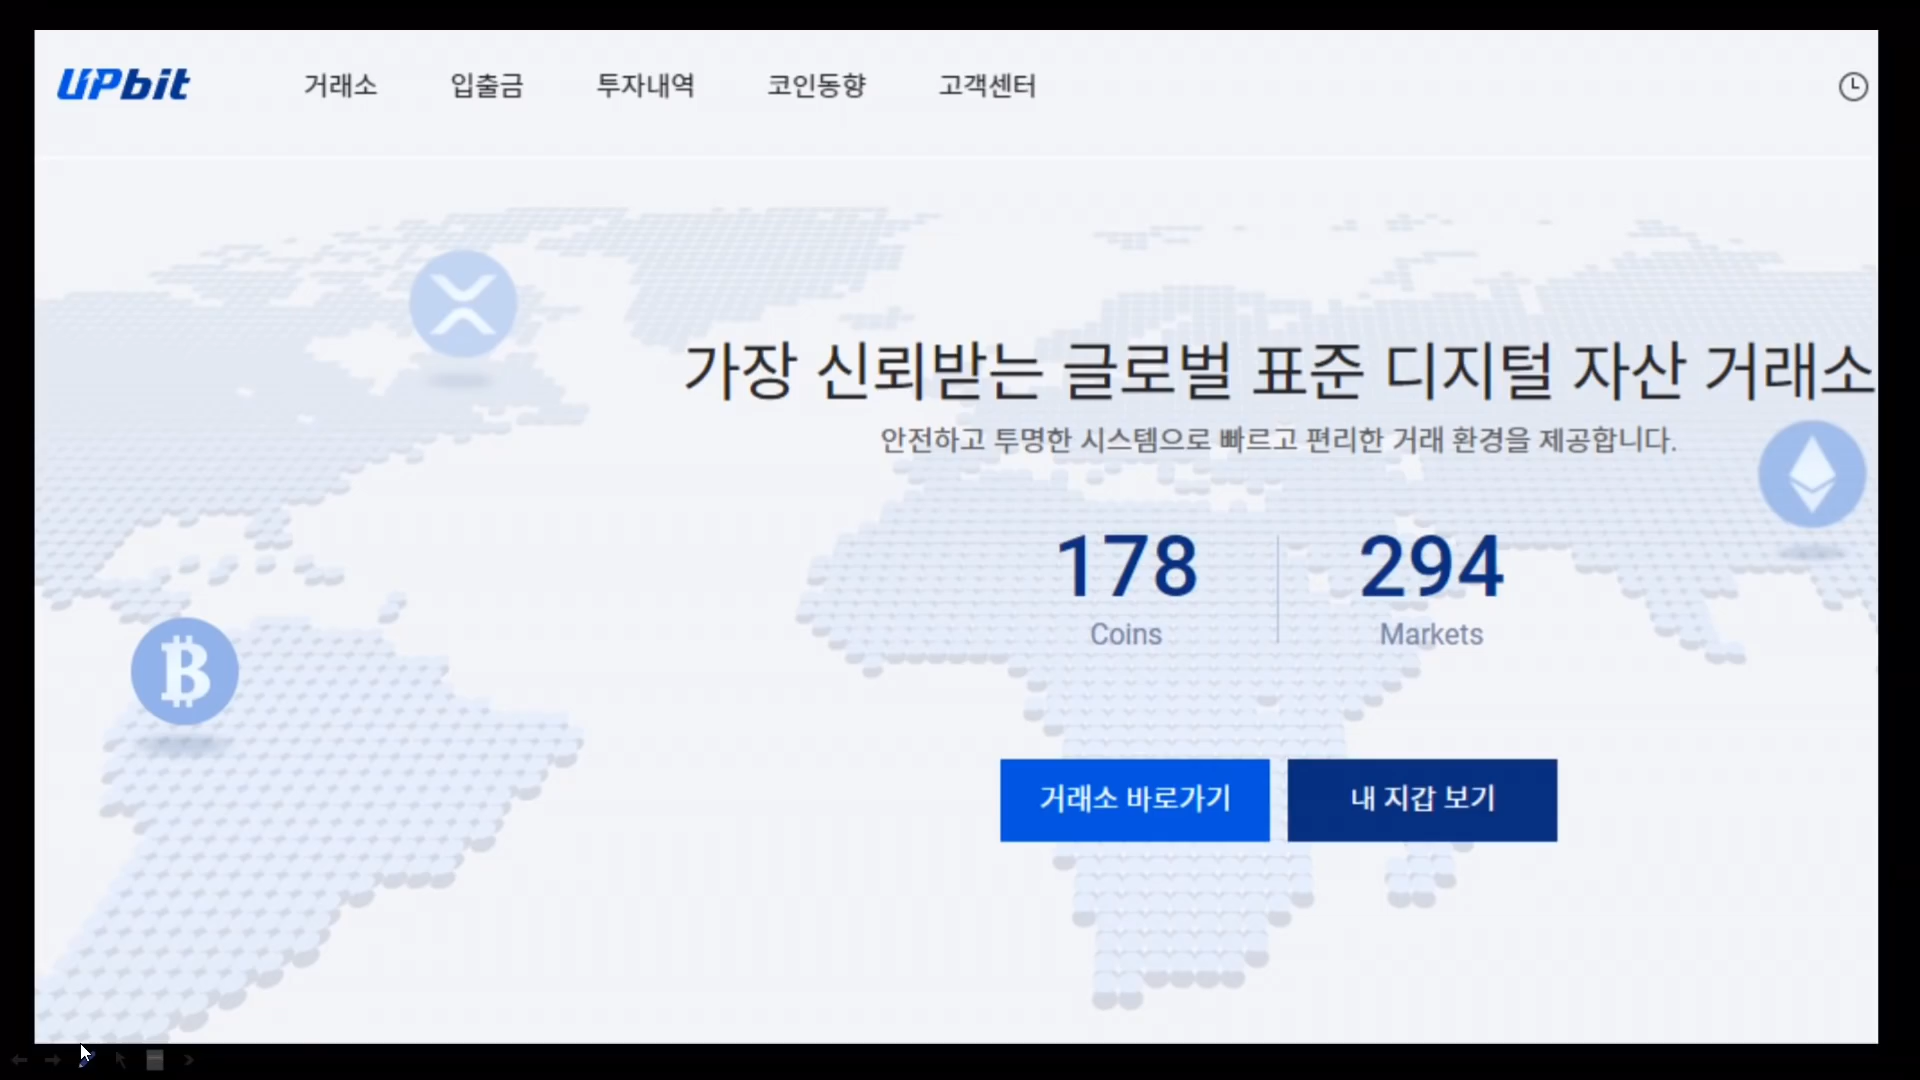 UPbit
거래소 입출금 투자내역 코인동향 고객센터
가장 신뢰받는 글로벌 표준 디지털 자산 거래소
안전하고 투명한 시스템으로 빠르고 편리한 거래 환경을 제공합니다.
178 294
Coins Markets
거래소 바로가기 내 지갑 보기